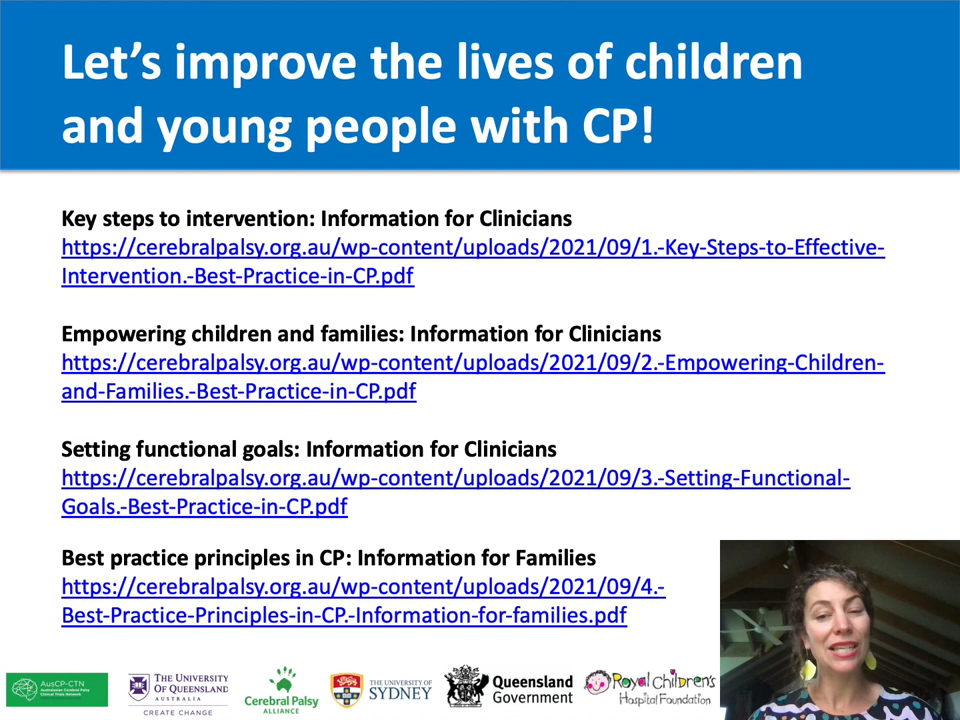 Let's improve the lives of children
and young people with CP!
Key steps to intervention: Information for Clinicians
https://cerebralpalsy.org.au/wp-content/uploads/2021/09/1.-Key-Steps-to-Effective-
Intervention.-Best-Practice-in-CP.pdf
Empowering children and families: Information for Clinicians
https://cerebralpalsy.org.au/wp-content/uploads/2021/09/2.-Empowering-Children-
and-Families.-Best-Practice-in-CP.pdf
Setting functional goals: Information for Clinicians
https://cerebralpalsy.org.au/wp-content/uploads/2021/09/3.-Setting-Functional-
Goals.-Best-Practice-in-CP.pdf
Best practice principles in CP: Information for Families
https://cerebralpalsy.org.au/wp-content/uploads/2021/09/4.-
Best-Practice-Principles-in-CP.-Information-for-families.pdf
AusCP-CTN
Australian Cerebral Palsy
Clinical Trials Network
THE UNIVERSITY
OF QUEENSLAND
AUSTRALIA
CREATE CHANGE
Cerebral Palsy
ALLIANCE
THE UNIVERSITY OF
SYDNEY
Queensland
Government
Royal Children's
Hospital Foundation